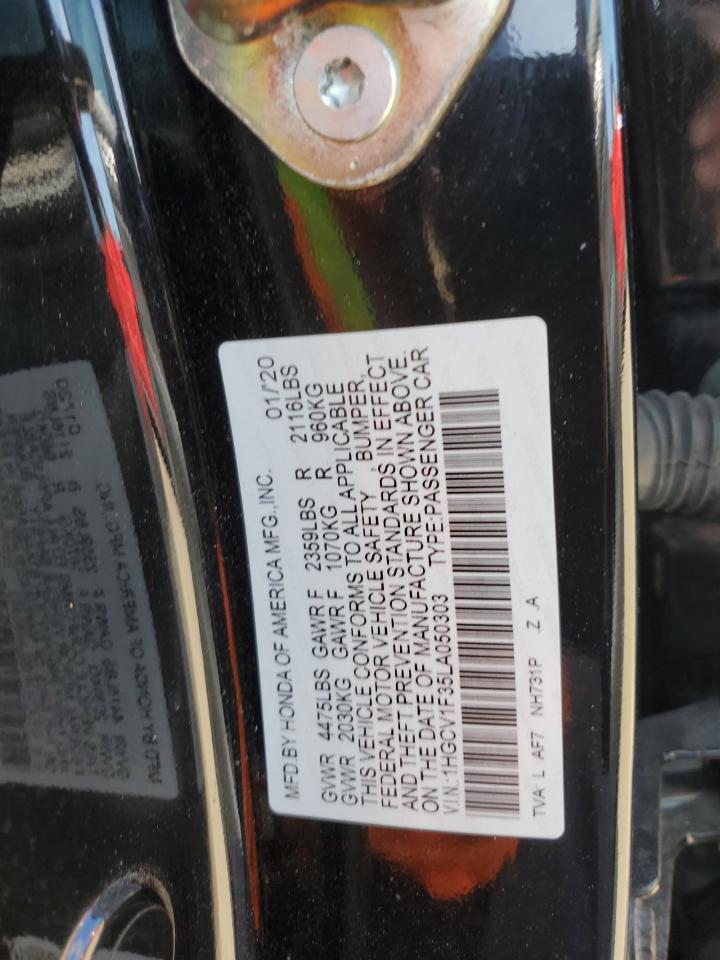 MFD.BY HONDA OF AMERICA MFG.,INC. 01/20
GVWR 4475LBS GAWR F 2359LBS R 2116LBS
GVWR 2030KG GAWR F 1070KG R 960KG
THIS VEHICLE CONFORMS TO ALL APPLICABLE
FEDERAL MOTOR VEHICLE SAFETY , BUMPER,
AND THEFT PREVENTION STANDARDS IN EFFECT
ON THE DATE OF MANUFACTURE SHOWN ABOVE.
V.I.N.:1HGCV1F35LA050303 TYPE:PASSENGER CAR
TVA- L AF7 NH731P .Z .A